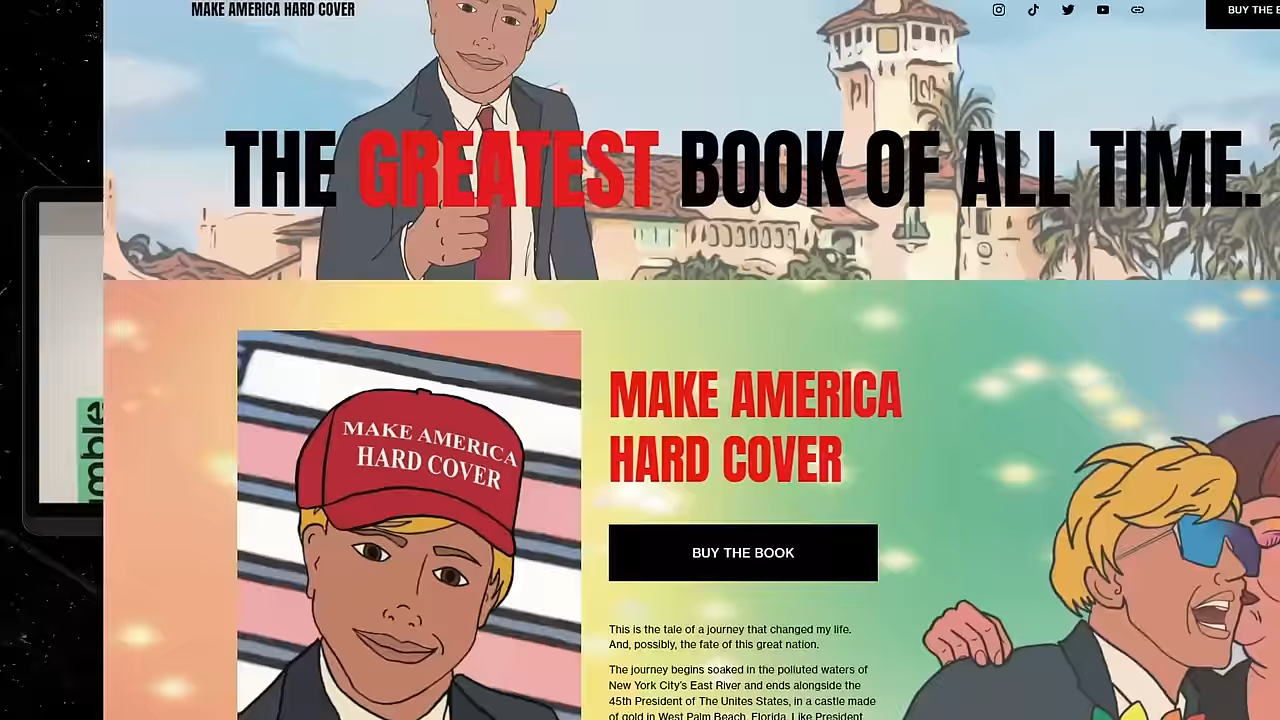 MAKE AMERICA HARD COVER
BUY THE
THE GREATEST BOOK OF ALL TIME.
MAKE AMERICA
HARD COVER
MAKE AMERICA
HARD COVER
BUY THE BOOK
This is the tale of a journey that changed my life.
And, possibly, the fate of this great nation.
The journey begins soaked in the polluted waters of
New York City's East River and ends alongside the
45th President of The Unites States, in a castle made
of gold in West Palm Beach, Florida. Like President
umble